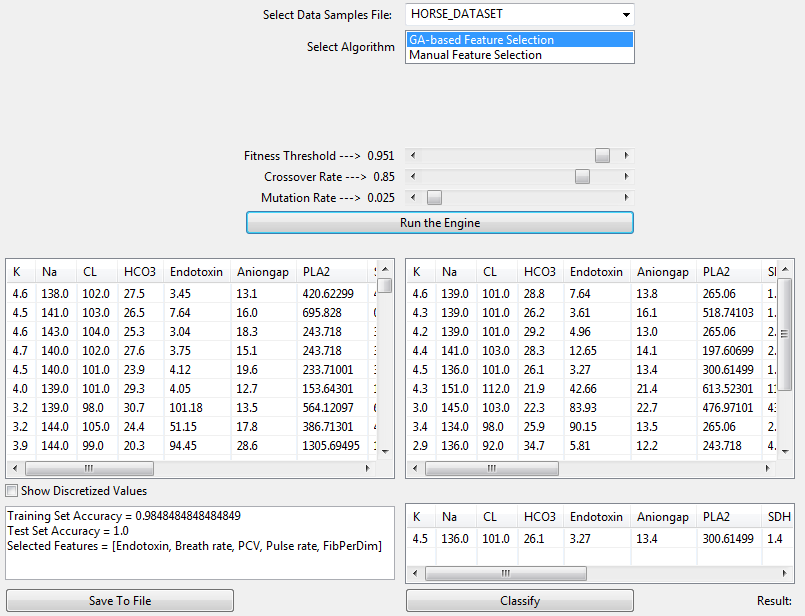 Select Data Samples File: HORSE_DATASET
Select Algorithm GA-based Feature Selection
Manual Feature Selection
Fitness Threshold ---> 0.951
Crossover Rate ---> 0.85
Mutation Rate ---> 0.025
Run the Engine
K Na CL HCO3 Endotoxin Aniongap PLA2
4.6 138.0 102.0 27.5 3.45 13.1 420.62299
4.5 141.0 103.0 26.5 7.64 16.0 695.828
4.6 143.0 104.0 25.3 3.04 18.3 243.718
4.7 140.0 102.0 27.6 3.75 15.1 243.718
4.5 140.0 101.0 23.9 4.12 19.6 233.71001
4.0 139.0 101.0 29.3 4.05 12.7 153.64301
3.2 139.0 98.0 30.7 101.18 13.5 564.12097
3.2 144.0 105.0 24.4 51.15 17.8 386.71301
3.9 144.0 99.0 20.3 94.45 28.6 1305.69495
K Na CL HCO3 Endotoxin Aniongap PLA2
4.6 139.0 101.0 28.8 7.64 13.8 265.06 1.
4.3 139.0 101.0 26.2 3.61 16.1 518.74103 1.
4.2 139.0 101.0 29.2 4.96 13.0 265.06 2.
4.4 141.0 103.0 28.3 12.65 14.1 197.60699 2.
4.5 136.0 101.0 26.1 3.27 13.4 300.61499 1.
4.3 151.0 112.0 21.9 42.66 21.4 613.52301
3.0 145.0 103.0 22.3 83.93 22.7 476.97101
3.4 134.0 98.0 25.9 90.15 13.5 265.06 2.
2.9 136.0 92.0 34.7 5.81 12.2 243.718 4.
Show Discretized Values
Training Set Accuracy = 0.9848484848484849
Test Set Accuracy = 1.0
Selected Features = [Endotoxin, Breath rate, PCV, Pulse rate, FibPerDim]
K Na CL HCO3 Endotoxin Aniongap PLA2 SDH
4.5 136.0 101.0 26.1 3.27 13.4 300.61499 1.4
Save To File
Classify
Result: